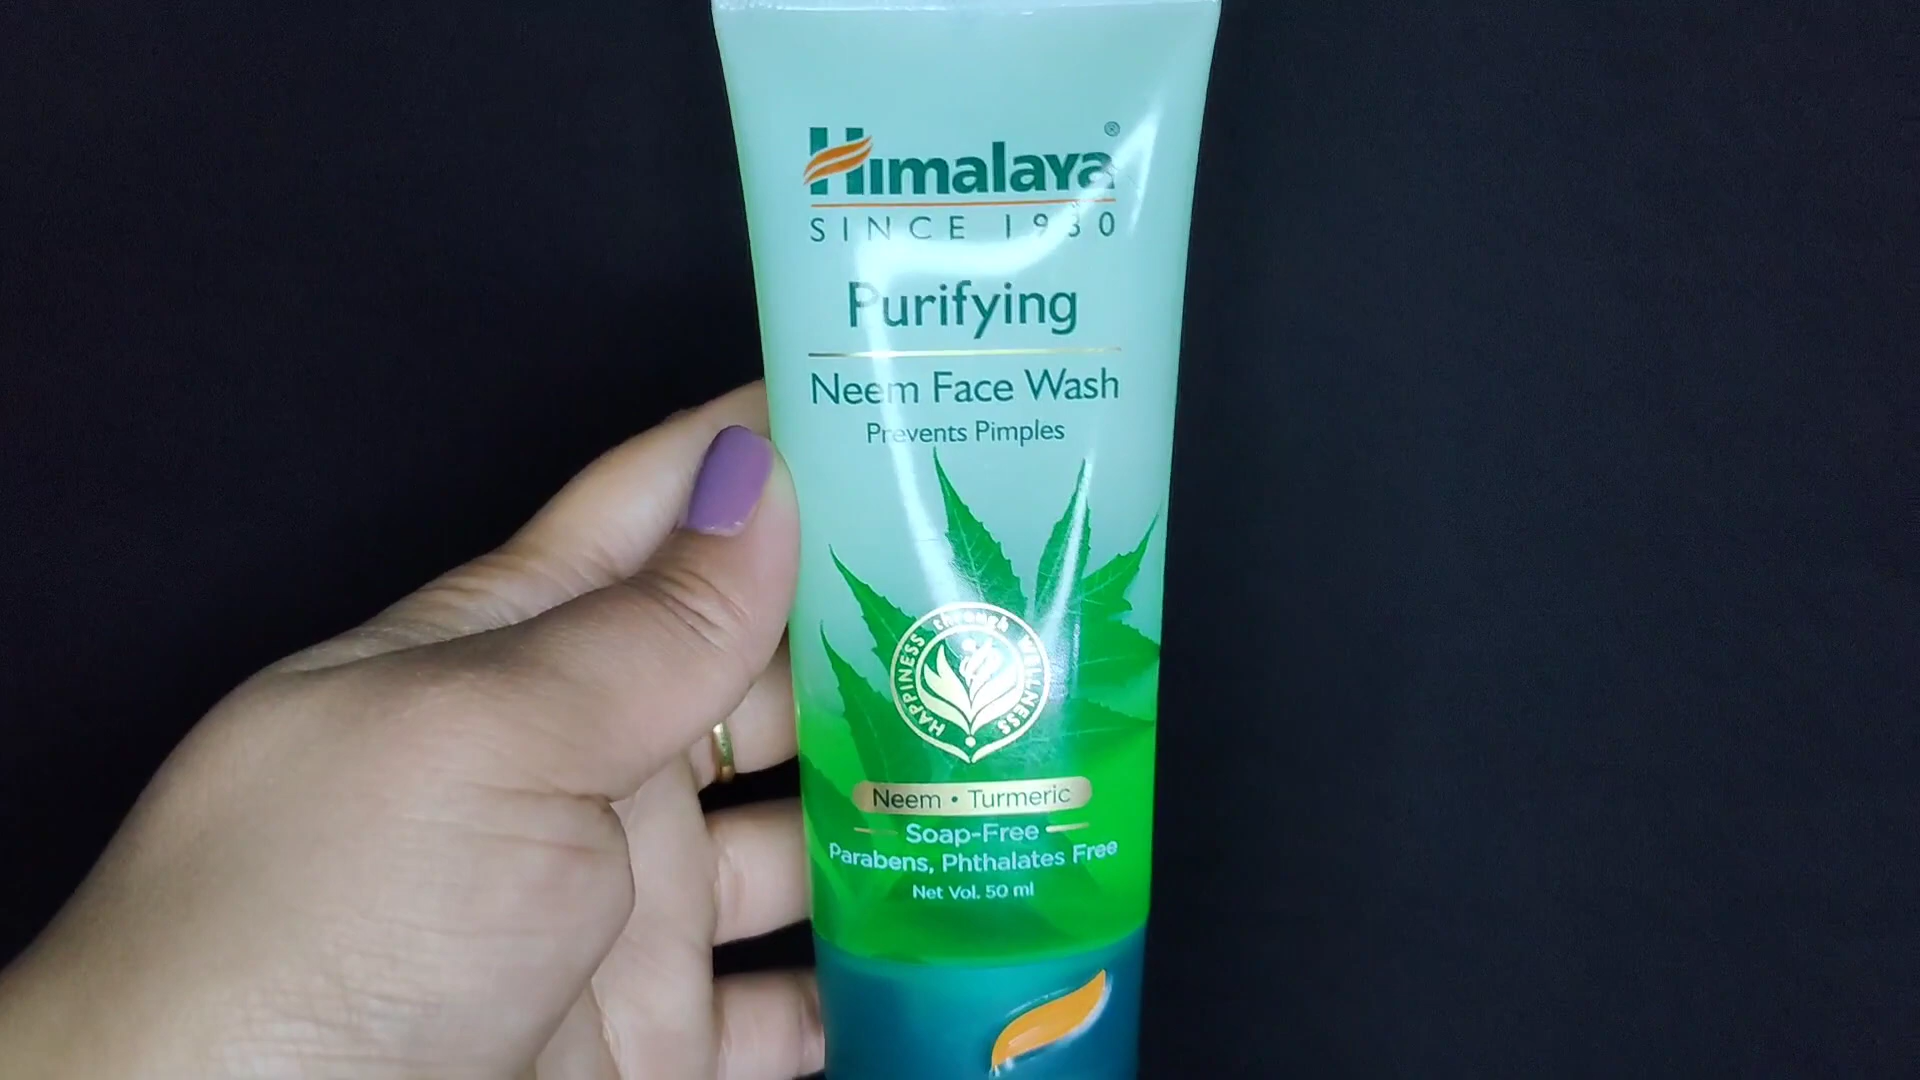 Himalaya®
SINCE 1930
Purifying
Neem Face Wash
Prevents Pimples
HAPPINESS through WELLNESS
Neem • Turmeric
Soap-Free
Parabens, Phthalates Free
Net Vol. 50 ml